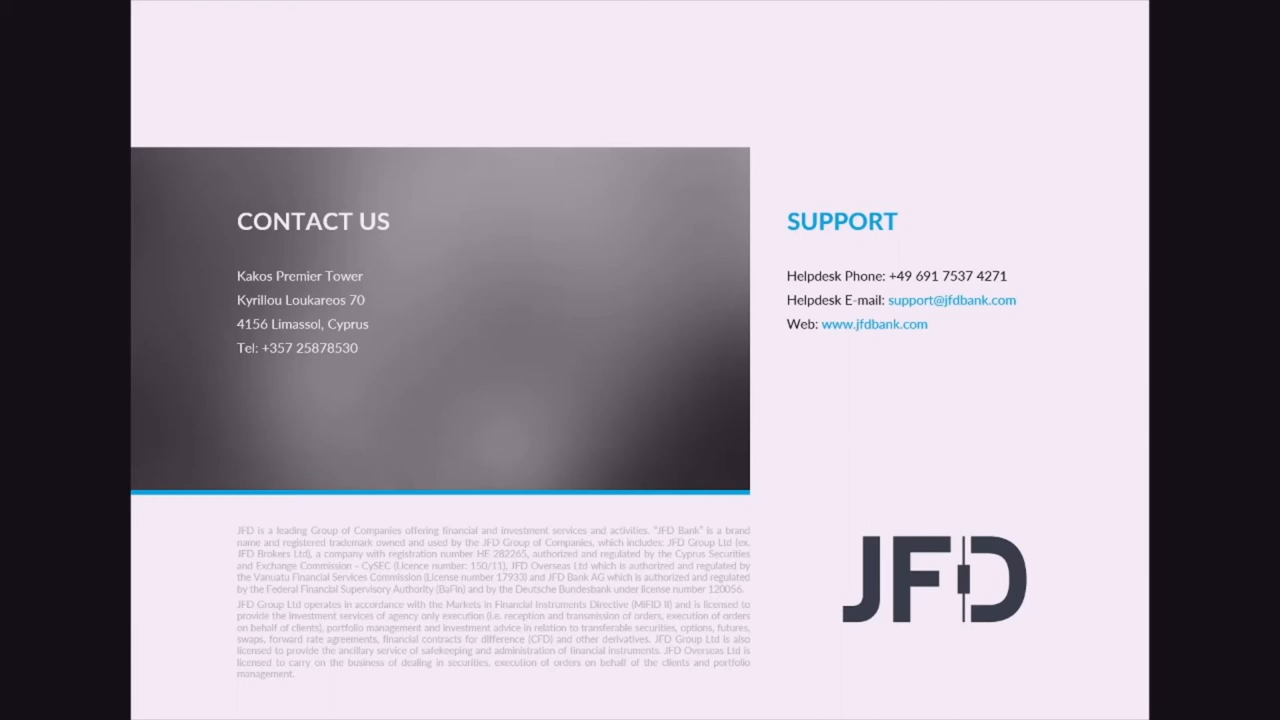 CONTACT US
Kakos Premier Tower
Kyrillou Loukareos 70
4156 Limassol, Cyprus
Tel: +357 25878530
SUPPORT
Helpdesk Phone: +49 691 7537 4271
Helpdesk E-mail: support@jfdbank.com
Web: www.jfdbank.com
JFD is a leading Group of Companies offering financial and investment services and activities. "JFD Bank" is a brand
name and registered trademark owned and used by the JFD Group of Companies, which includes: JFD Group Ltd (ex.
JFD Brokers Ltd), a company with registration number HE 282265, authorized and regulated by the Cyprus Securities
and Exchange Commission - CySEC (Licence number: 150/11), JFD Overseas Ltd which is authorized and regulated by
the Vanuatu Financial Services Commission (License number 17933) and JFD Bank AG which is authorized and regulated
by the Federal Financial Supervisory Authority (BaFin) and by the Deutsche Bundesbank under license number 120056.
JFD Group Ltd operates in accordance with the Markets in Financial Instruments Directive (MiFID II) and is licensed to
provide the investment services of agency only execution (i.e. reception and transmission of orders, execution of orders
on behalf of clients), portfolio management and investment advice in relation to transferable securities, options, futures,
swaps, forward rate agreements, financial contracts for difference (CFD) and other derivatives. JFD Group Ltd is also
licensed to provide the ancillary service of safekeeping and administration of financial instruments. JFD Overseas Ltd is
licensed to carry on the business of dealing in securities, execution of orders on behalf of the clients and portfolio
management.
JFD